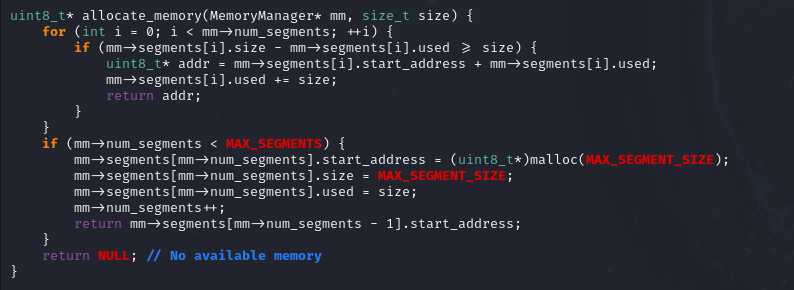 uint8_t* allocate_memory(MemoryManager* mm, size_t size) {
    for (int i = 0; i < mm->num_segments; ++i) {
        if (mm->segments[i].size - mm->segments[i].used >= size) {
            uint8_t* addr = mm->segments[i].start_address + mm->segments[i].used;
            mm->segments[i].used += size;
            return addr;
        }
    }
    if (mm->num_segments < MAX_SEGMENTS) {
        mm->segments[mm->num_segments].start_address = (uint8_t*)malloc(MAX_SEGMENT_SIZE);
        mm->segments[mm->num_segments].size = MAX_SEGMENT_SIZE;
        mm->segments[mm->num_segments].used = size;
        mm->num_segments++;
        return mm->segments[mm->num_segments - 1].start_address;
    }
    return NULL; // No available memory
}